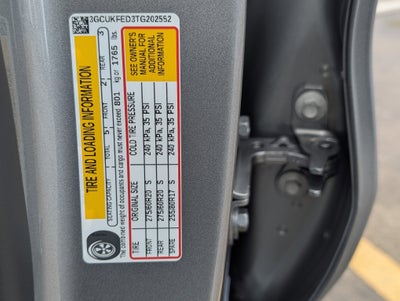 3GCUKFED3TG202552
TIRE AND LOADING INFORMATION
SEATING CAPACITY TOTAL 5 FRONT 2 REAR 3
The combined weight of occupants and cargo must never exceed 801 kg or 1765 lbs.
TIRE ORIGINAL SIZE COLD TIRE PRESSURE
FRONT 275/60R20 S 240 kPa, 35 PSI
REAR 275/60R20 S 240 kPa, 35 PSI
SPARE 255/80R17 S 240 kPa, 35 PSI
SEE OWNER'S
MANUAL FOR
ADDITIONAL
INFORMATION